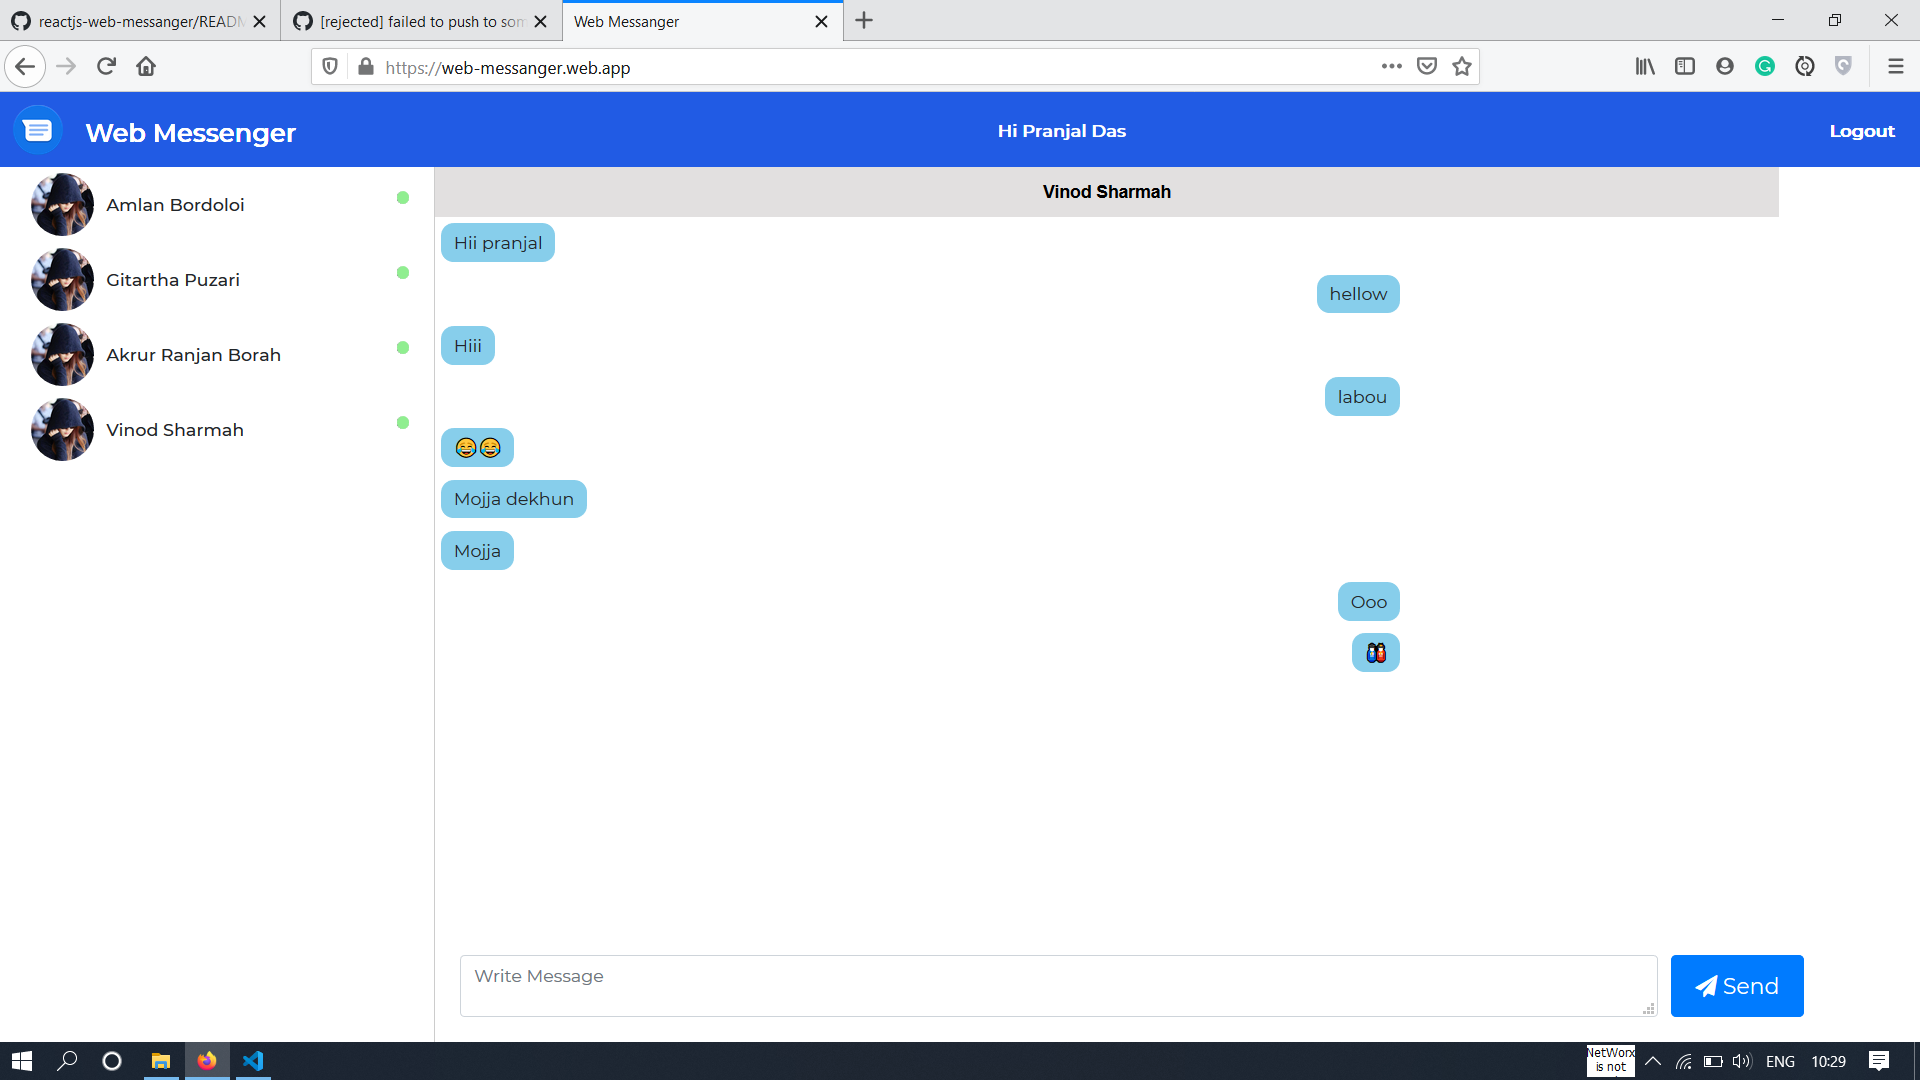 reactjs-web-messanger/READM
[rejected] failed to push to som
Web Messanger
https://web-messanger.web.app
Web Messenger
Hi Pranjal Das
Logout
Amlan Bordoloi
Gitartha Puzari
Akrur Ranjan Borah
Vinod Sharmah
Vinod Sharmah
Hii pranjal
hellow
Hiii
labou
😂😂
Mojja dekhun
Mojja
Ooo
Write Message
Send
NetWorx
is not
ENG
10:29